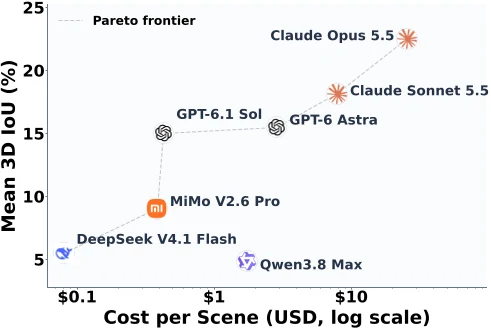 25
Pareto frontier
Claude Opus 5.5
20
Claude Sonnet 5.5
GPT-6.1 Sol
GPT-6 Astra
15
10
MiMo V2.6 Pro
DeepSeek V4.1 Flash
5
Qwen3.8 Max
Mean 3D IoU (%)
$0.1
$1
$10
Cost per Scene (USD, log scale)